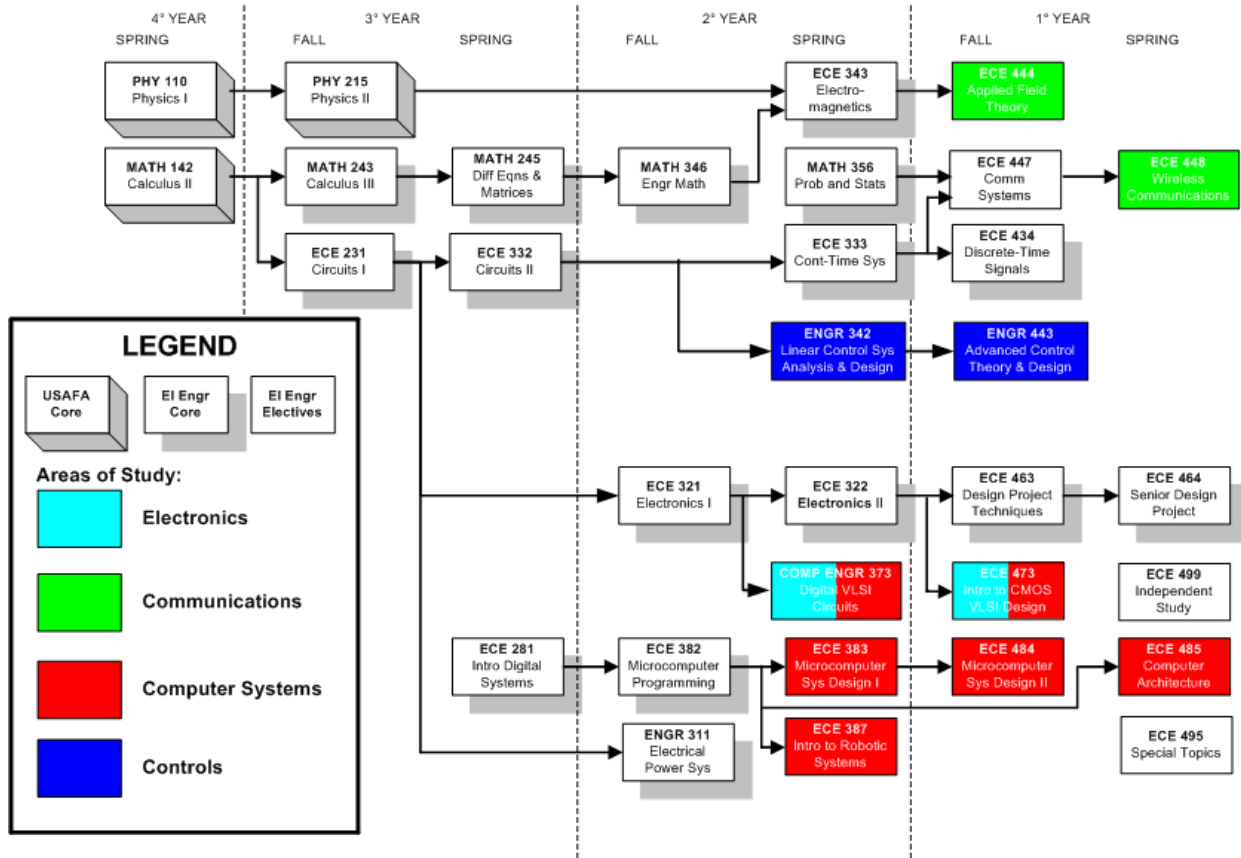 4° YEAR
3° YEAR
2° YEAR
1° YEAR
SPRING
FALL
SPRING
FALL
SPRING
FALL
SPRING
PHY 110
Physics I
PHY 215
Physics II
ECE 343
Electro-
magnetics
ECE 444
Applied Field
Theory
MATH 142
Calculus II
MATH 243
Calculus III
MATH 245
Diff Eqns &
Matrices
MATH 346
Engr Math
MATH 356
Prob and Stats
ECE 447
Comm
Systems
ECE 448
Wireless
Communications
ECE 231
Circuits I
ECE 332
Circuits II
ECE 333
Cont-Time Sys
ECE 434
Discrete-Time
Signals
ENGR 342
Linear Control Sys
Analysis & Design
ENGR 443
Advanced Control
Theory & Design
LEGEND
USAFA
Core
El Engr
Core
El Engr
Electives
Areas of Study:
Electronics
Communications
Computer Systems
Controls
ECE 321
Electronics I
ECE 322
Electronics II
ECE 463
Design Project
Techniques
ECE 464
Senior Design
Project
COMP ENGR 373
Digital VLSI
Circuits
ECE 473
Intro to CMOS
VLSI Design
ECE 499
Independent
Study
ECE 281
Intro Digital
Systems
ECE 382
Microcomputer
Programming
ECE 383
Microcomputer
Sys Design I
ECE 484
Microcomputer
Sys Design II
ECE 485
Computer
Architecture
ENGR 311
Electrical
Power Sys
ECE 387
Intro to Robotic
Systems
ECE 495
Special Topics